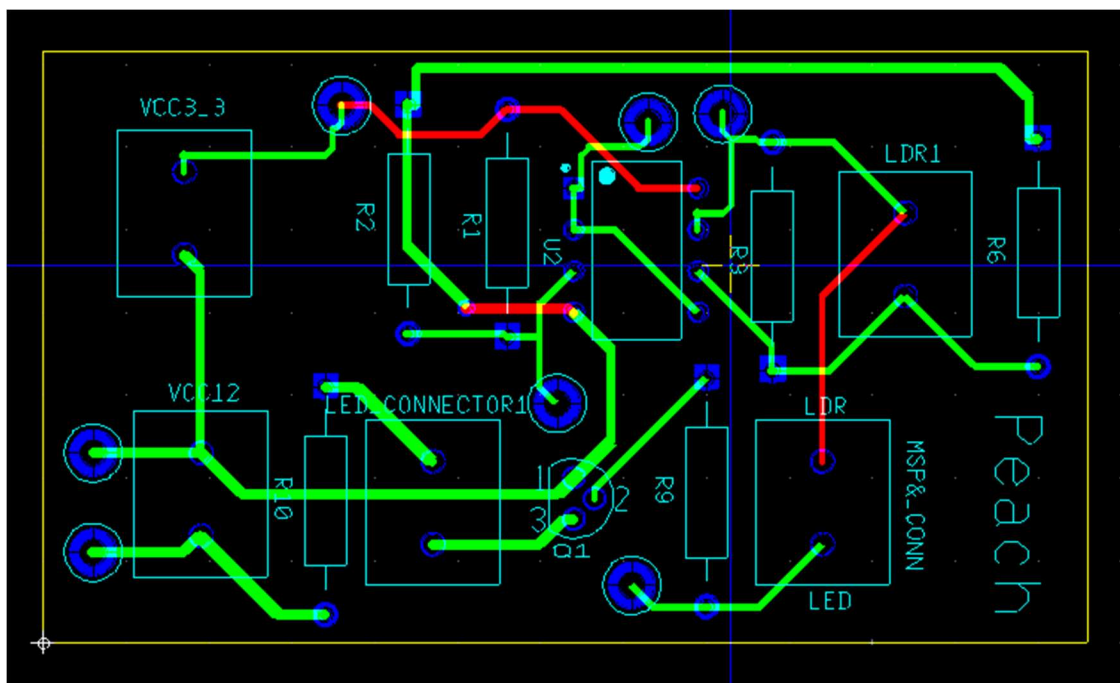 VCC3_3
LDR1
R2
R1
U2
R6
VCC12
LED_CONNECTOR1
LDR
R10
1
2
3
Q1
R9
MSP&_CONN
LED
Peach